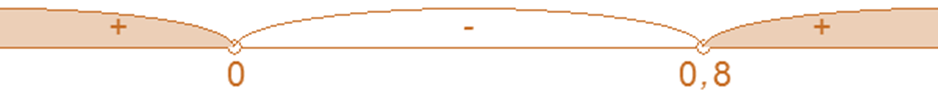 + - +
0 0,8